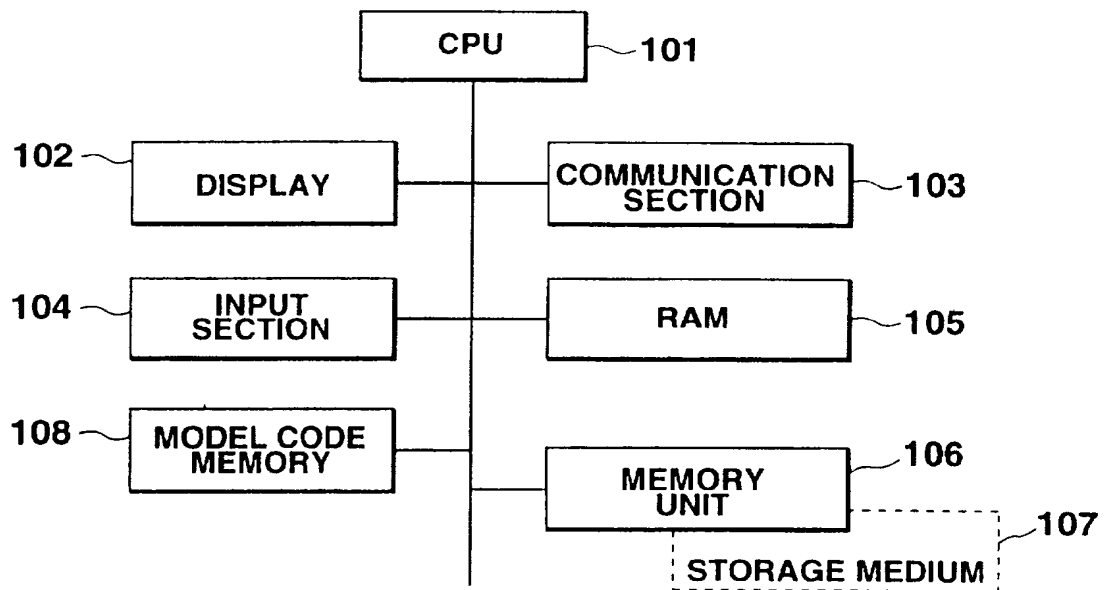 CPU
101
102
DISPLAY
COMMUNICATION
SECTION
103
104
INPUT
SECTION
RAM
105
108
MODEL CODE
MEMORY
MEMORY
UNIT
106
107
STORAGE MEDIUM